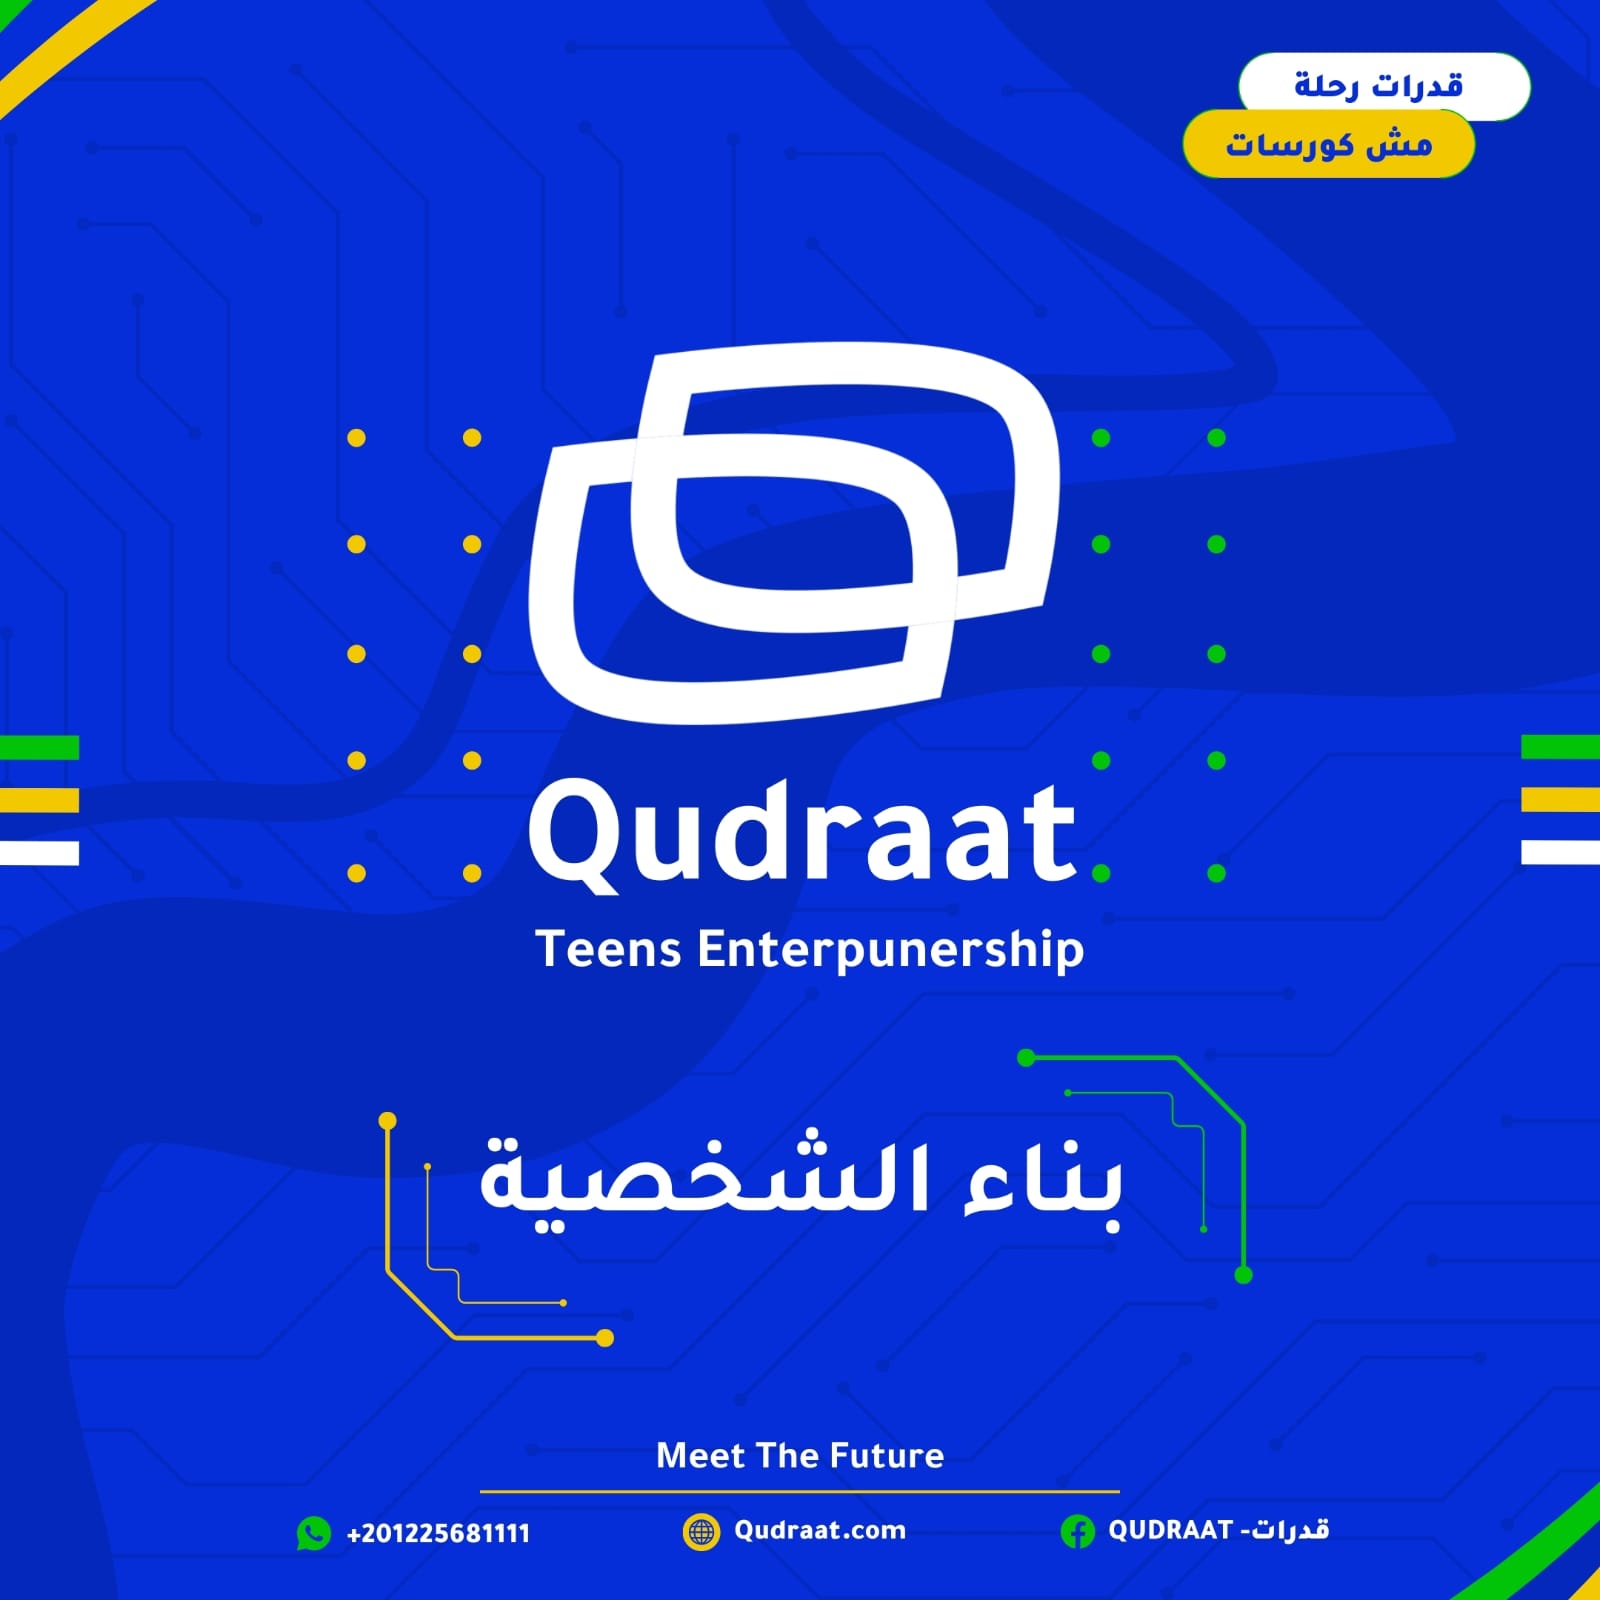 قدرات رحلة
مش كورسات
Qudraat
Teens Enterpunership
بناء الشخصية
Meet The Future
+201225681111
Qudraat.com
QUDRAAT -قدرات